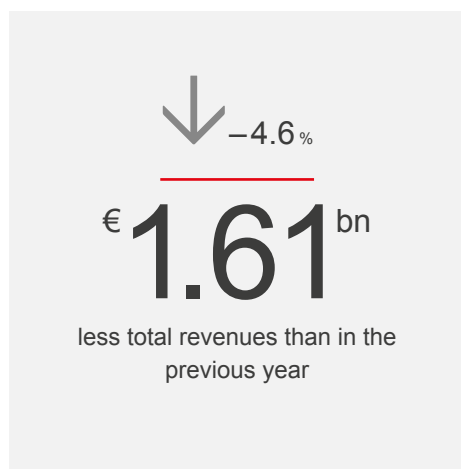 –4.6 %
€ 1.61 bn
less total revenues than in the
previous year